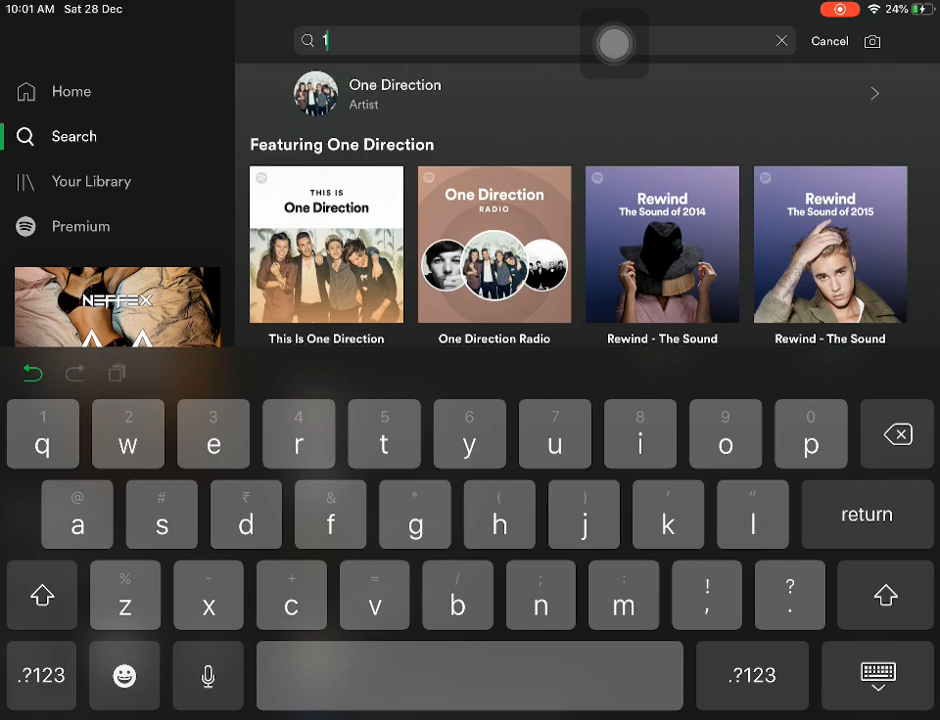 10:01 AM Sat 28 Dec
24%
1
Cancel
Home
Search
Your Library
Premium
One Direction
Artist
Featuring One Direction
THIS IS
One Direction
One Direction
RADIO
Rewind
The Sound of 2014
Rewind
The Sound of 2015
This Is One Direction
One Direction Radio
Rewind - The Sound
Rewind - The Sound
NEFFEX
1 2 3 4 5 6 7 8 9 0
q w e r t y u i o p
@ # ₹ & * ( ) ' "
a s d f g h j k l return
% - + = / ; : ! ?
z x c v b n m , .
.?123 .?123